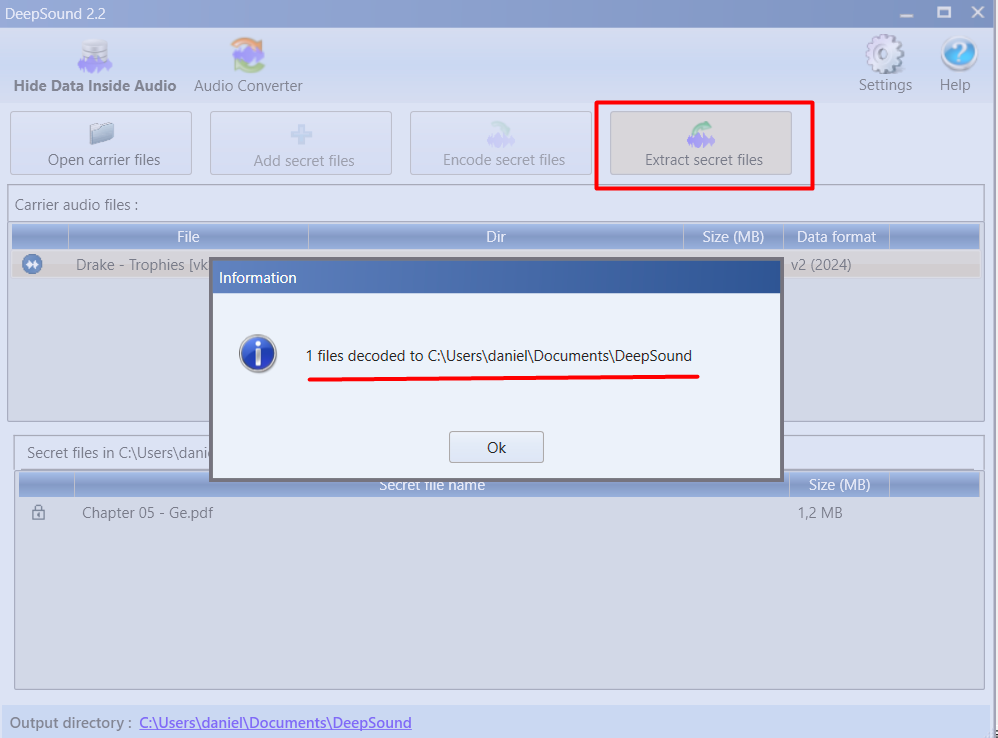 DeepSound 2.2
Hide Data Inside Audio Audio Converter Settings Help
Open carrier files Add secret files Encode secret files Extract secret files
Carrier audio files :
File Dir Size (MB) Data format
Drake - Trophies [vk v2 (2024)
Information
1 files decoded to C:\Users\daniel\Documents\DeepSound
Ok
Secret files in C:\Users\danie
Secret file name Size (MB)
Chapter 05 - Ge.pdf 1,2 MB
Output directory : C:\Users\daniel\Documents\DeepSound